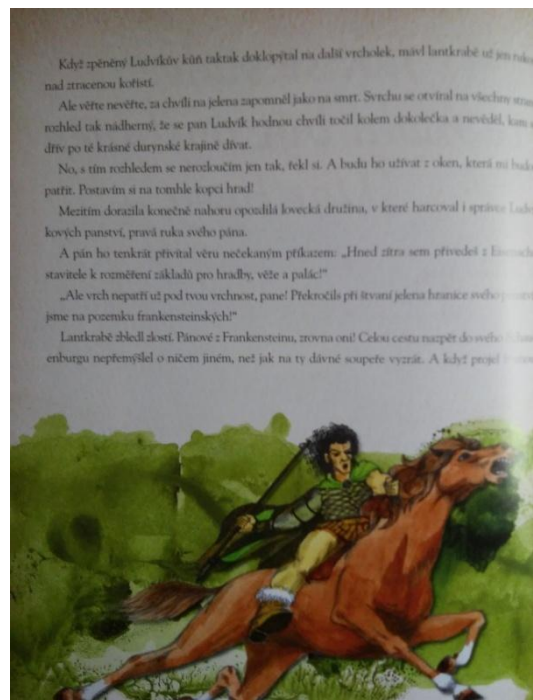 Když zpěněný Ludvíkův kůň taktak doklopýtal na další vrcholek, mávl lantkrabě už jen
nad ztracenou kořistí.
Ale věřte nevěřte, za chvíli na jelena zapomněl jako na smrt. Svrchu se otvíral na všechny
rozhled tak nádherný, že se pan Ludvík hodnou chvíli točil kolem dokolečka a nevěděl, kam
dřív po té krásné durynské krajině dívat.
No, s tím rozhledem se nerozloučím jen tak, řekl si. A budu ho užívat z oken, která mi
patřit. Postavím si na tomhle kopci hrad!
Mezitím dorazila konečně nahoru opozdilá lovecká družina, v které harcoval i správce
kových panství, pravá ruka svého pána.
A pán ho tenkrát přivítal věru nečekaným příkazem: „Hned zítra sem přivedeš z
stavitele k rozměření základů pro hradby, věže a palác!“
„Ale vrch nepatří už pod tvou vrchnost, pane! Překročils při štvaní jelena hranice svého
jsme na pozemku frankensteinských!“
Lantkrabě zbledl zlostí. Pánové z Frankensteinu, zrovna oni! Celou cestu nazpět do svého
enburgu nepřemýšlel o ničem jiném, než jak na ty dávné soupeře vyzrát. A když projel